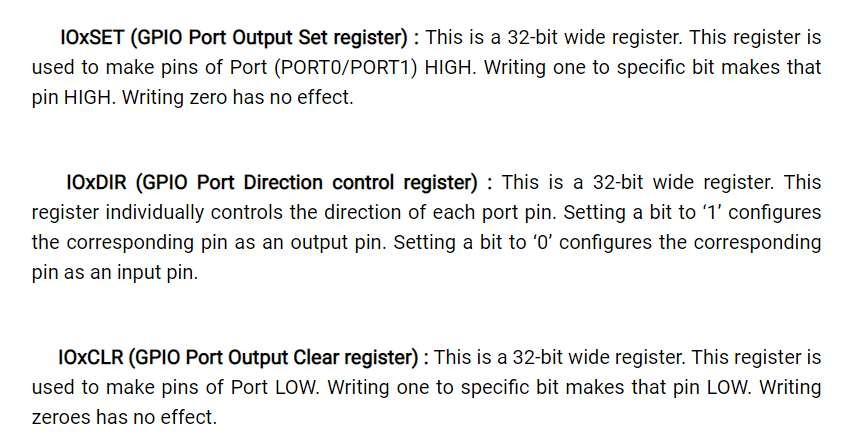 IOxSET (GPIO Port Output Set register) : This is a 32-bit wide register. This register is
used to make pins of Port (PORT0/PORT1) HIGH. Writing one to specific bit makes that
pin HIGH. Writing zero has no effect.
IOxDIR (GPIO Port Direction control register) : This is a 32-bit wide register. This
register individually controls the direction of each port pin. Setting a bit to ‘1’ configures
the corresponding pin as an output pin. Setting a bit to ‘0’ configures the corresponding
pin as an input pin.
IOxCLR (GPIO Port Output Clear register) : This is a 32-bit wide register. This register is
used to make pins of Port LOW. Writing one to specific bit makes that pin LOW. Writing
zeroes has no effect.